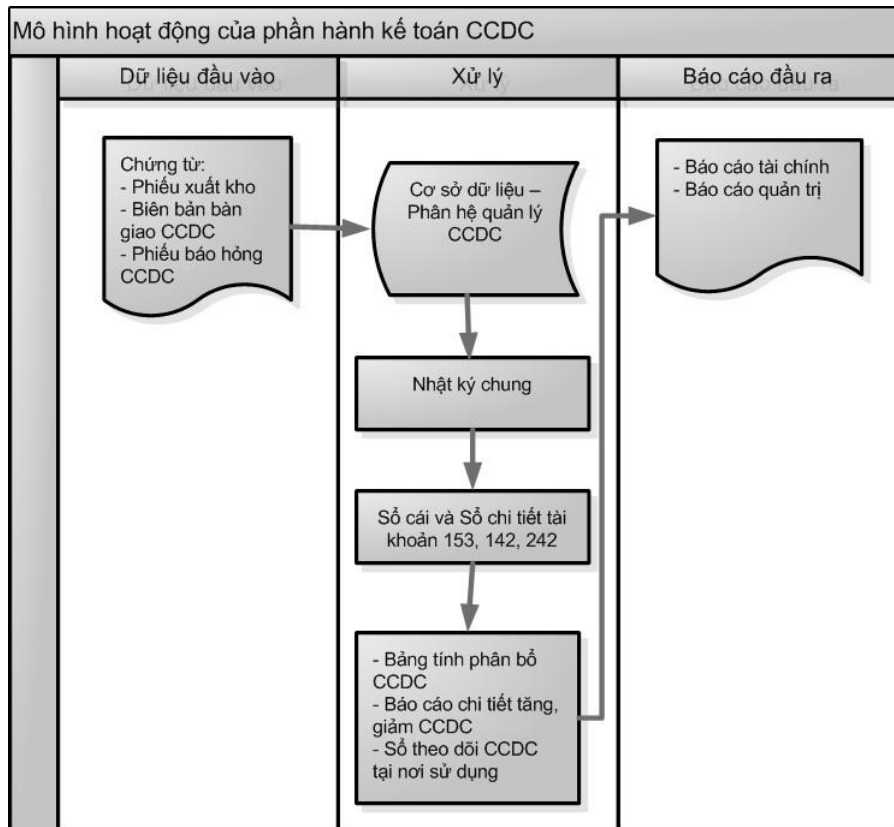 Mô hình hoạt động của phần hành kế toán CCDC
Dữ liệu đầu vào
Xử lý
Báo cáo đầu ra
Chứng từ:
- Phiếu xuất kho
- Biên bản bàn
giao CCDC
- Phiếu báo hỏng
CCDC
Cơ sở dữ liệu –
Phân hệ quản lý
CCDC
Nhật ký chung
Sổ cái và Sổ chi tiết tài
khoản 153, 142, 242
- Bảng tính phân bổ
CCDC
- Báo cáo chi tiết tăng,
giảm CCDC
- Sổ theo dõi CCDC
tại nơi sử dụng
- Báo cáo tài chính
- Báo cáo quản trị